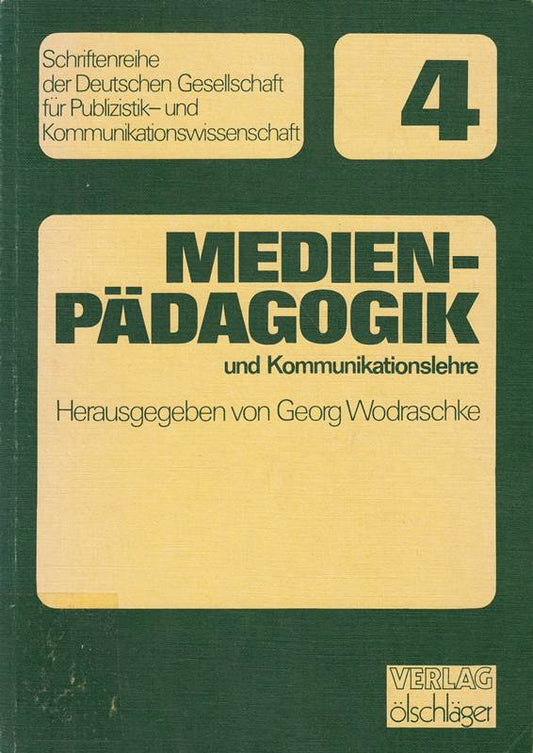 Schriftenreihe
der Deutschen Gesellschaft
für Publizistik- und
Kommunikationswissenschaft
4
MEDIEN-
PÄDAGOGIK
und Kommunikationslehre
Herausgegeben von Georg Wodraschke
VERLAG
ölschläger